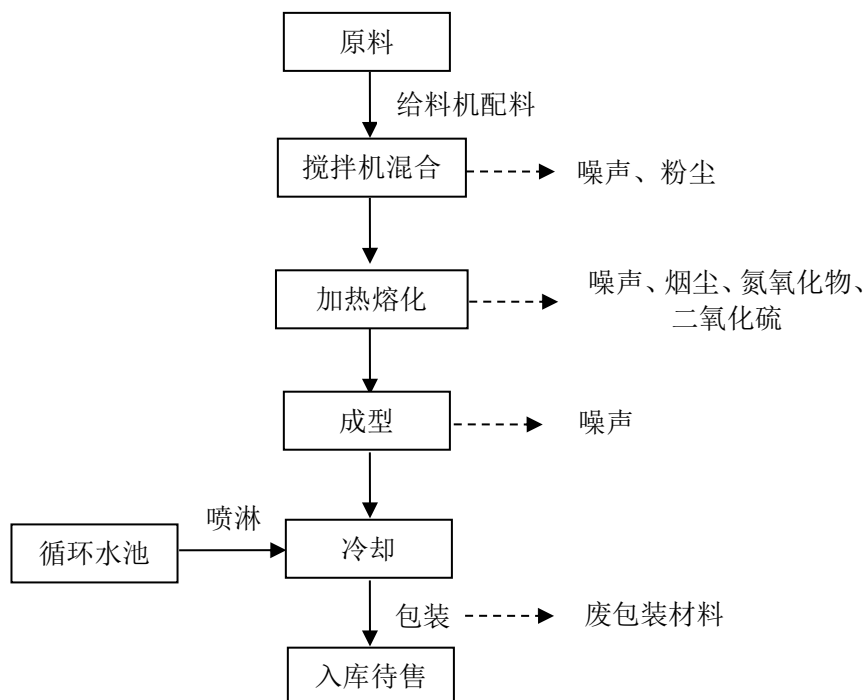 原料
给料机配料
搅拌机混合
噪声、粉尘
加热熔化
噪声、烟尘、氮氧化物、
二氧化硫
成型
噪声
循环水池
喷淋
冷却
包装
废包装材料
入库待售